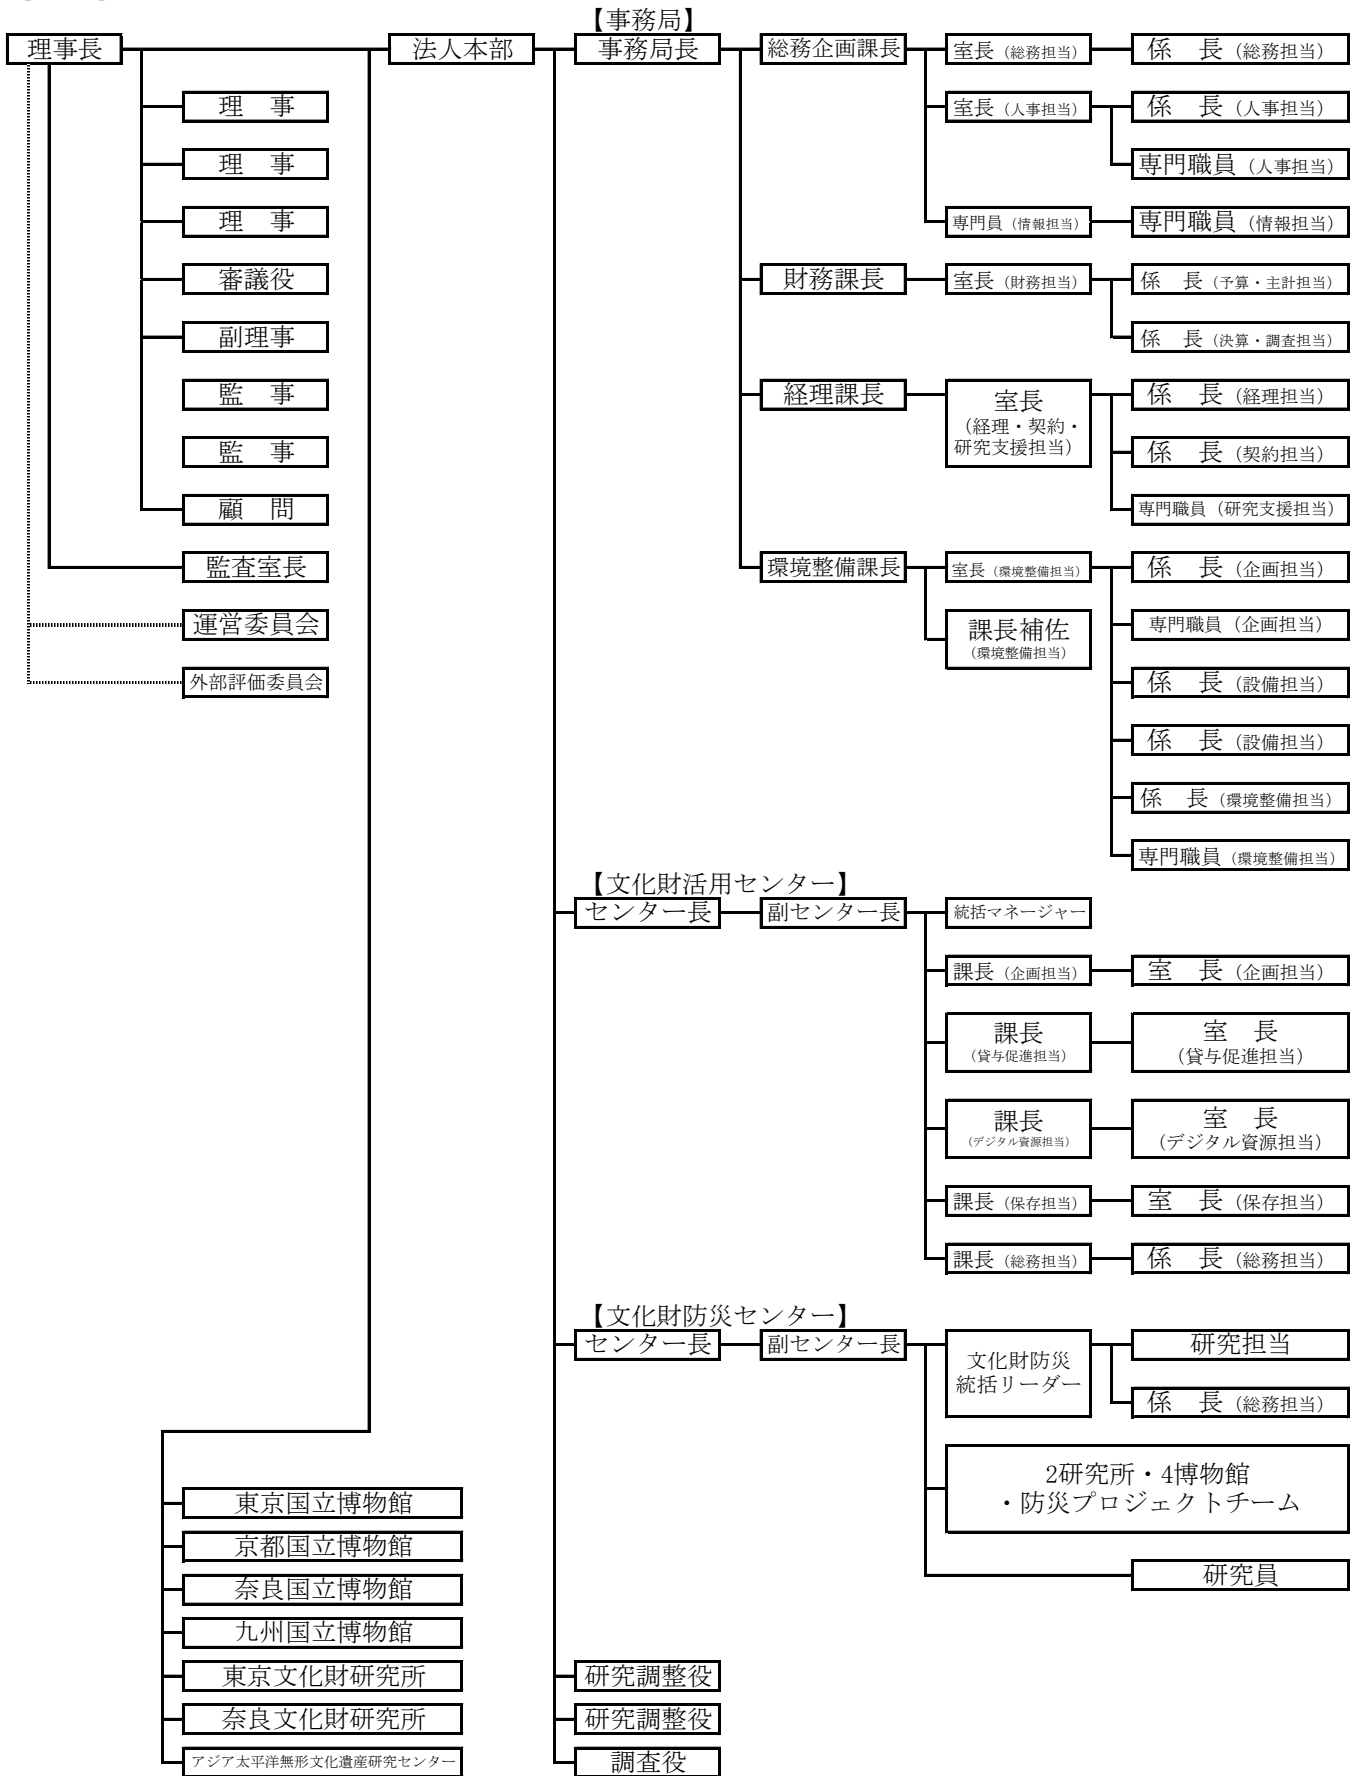 【事務局】
理事長 法人本部 事務局長 総務企画課長 室長（総務担当） 係　長（総務担当）
理　事 室長（人事担当） 係　長（人事担当）
理　事 専門職員（人事担当）
理　事 専門員（情報担当） 専門職員（情報担当）
審議役 財務課長 室長（財務担当） 係　長（予算・主計担当）
副理事 係　長（決算・調査担当）
監　事 経理課長 室長 係　長（経理担当）
（経理・契約・
研究支援担当）
監　事 係　長（契約担当）
顧　問 専門職員（研究支援担当）
監査室長 環境整備課長 室長（環境整備担当） 係　長（企画担当）
運営委員会 課長補佐 専門職員（企画担当）
（環境整備担当）
外部評価委員会 係　長（設備担当）
係　長（設備担当）
係　長（環境整備担当）
専門職員（環境整備担当）
【文化財活用センター】
センター長 副センター長 統括マネージャー
課長（企画担当） 室　長（企画担当）
課長 室　長
（貸与促進担当） （貸与促進担当）
課長 室　長
（デジタル資源担当） （デジタル資源担当）
課長（保存担当） 室　長（保存担当）
課長（総務担当） 係　長（総務担当）
【文化財防災センター】
センター長 副センター長 文化財防災 研究担当
統括リーダー
係　長（総務担当）
2研究所・4博物館
・防災プロジェクトチーム
研究員
東京国立博物館
京都国立博物館
奈良国立博物館
九州国立博物館
東京文化財研究所 研究調整役
奈良文化財研究所 研究調整役
アジア太平洋無形文化遺産研究センター 調査役